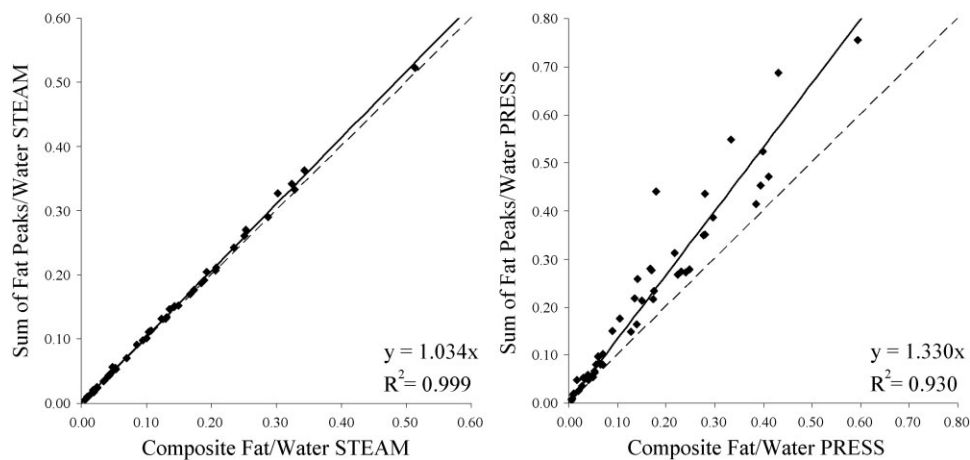 Sum of Fat Peaks/Water STEAM
0.60
0.50
0.40
0.30
0.20
0.10
0.00
0.00 0.10 0.20 0.30 0.40 0.50 0.60
Composite Fat/Water STEAM
y = 1.034x
R²= 0.999
Sum of Fat Peaks/Water PRESS
0.80
0.70
0.60
0.50
0.40
0.30
0.20
0.10
0.00
0.00 0.10 0.20 0.30 0.40 0.50 0.60 0.70 0.80
Composite Fat/Water PRESS
y = 1.330x
R²= 0.930